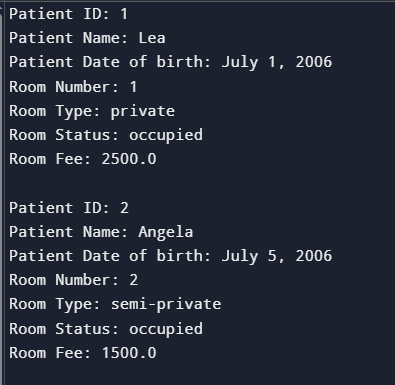 Patient ID: 1
Patient Name: Lea
Patient Date of birth: July 1, 2006
Room Number: 1
Room Type: private
Room Status: occupied
Room Fee: 2500.0
Patient ID: 2
Patient Name: Angela
Patient Date of birth: July 5, 2006
Room Number: 2
Room Type: semi-private
Room Status: occupied
Room Fee: 1500.0